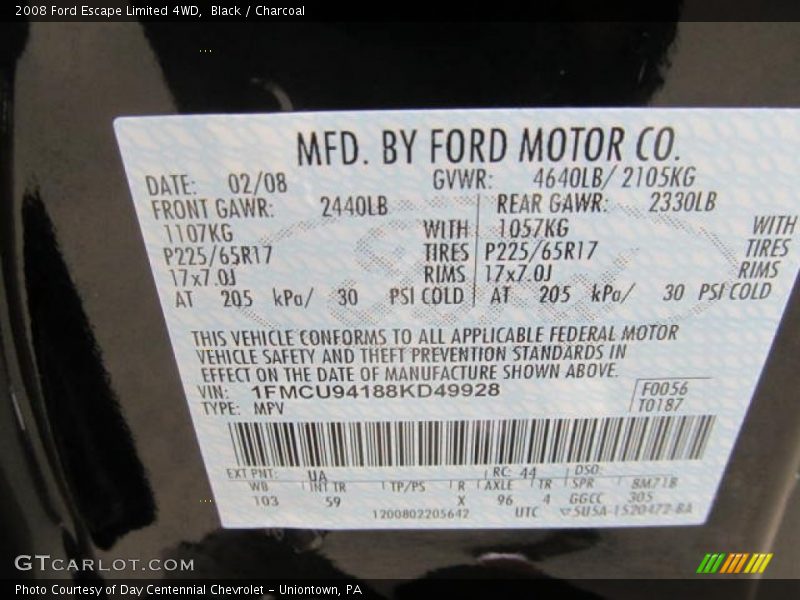 2008 Ford Escape Limited 4WD, Black / Charcoal
MFD. BY FORD MOTOR CO.
DATE: 02/08 GVWR: 4640LB/ 2105KG
FRONT GAWR: 2440LB REAR GAWR: 2330LB
1107KG WITH 1057KG WITH
P225/65R17 TIRES P225/65R17 TIRES
17x7.0J RIMS 17x7.0J RIMS
AT 205 kPa/ 30 PSI COLD AT 205 kPa/ 30 PSI COLD
THIS VEHICLE CONFORMS TO ALL APPLICABLE FEDERAL MOTOR
VEHICLE SAFETY AND THEFT PREVENTION STANDARDS IN
EFFECT ON THE DATE OF MANUFACTURE SHOWN ABOVE.
VIN: 1FMCU94188KD49928 F0056
TYPE: MPV T0187
EXT PNT: UA RC: 44 DSO:
WB INT TR TP/PS R AXLE TR SPR 8M71B
103 59 X 96 4 GGCC 305
1200802205642 UTC 5U5A-1520472-BA
GTCARLOT.COM
Photo Courtesy of Day Centennial Chevrolet - Uniontown, PA